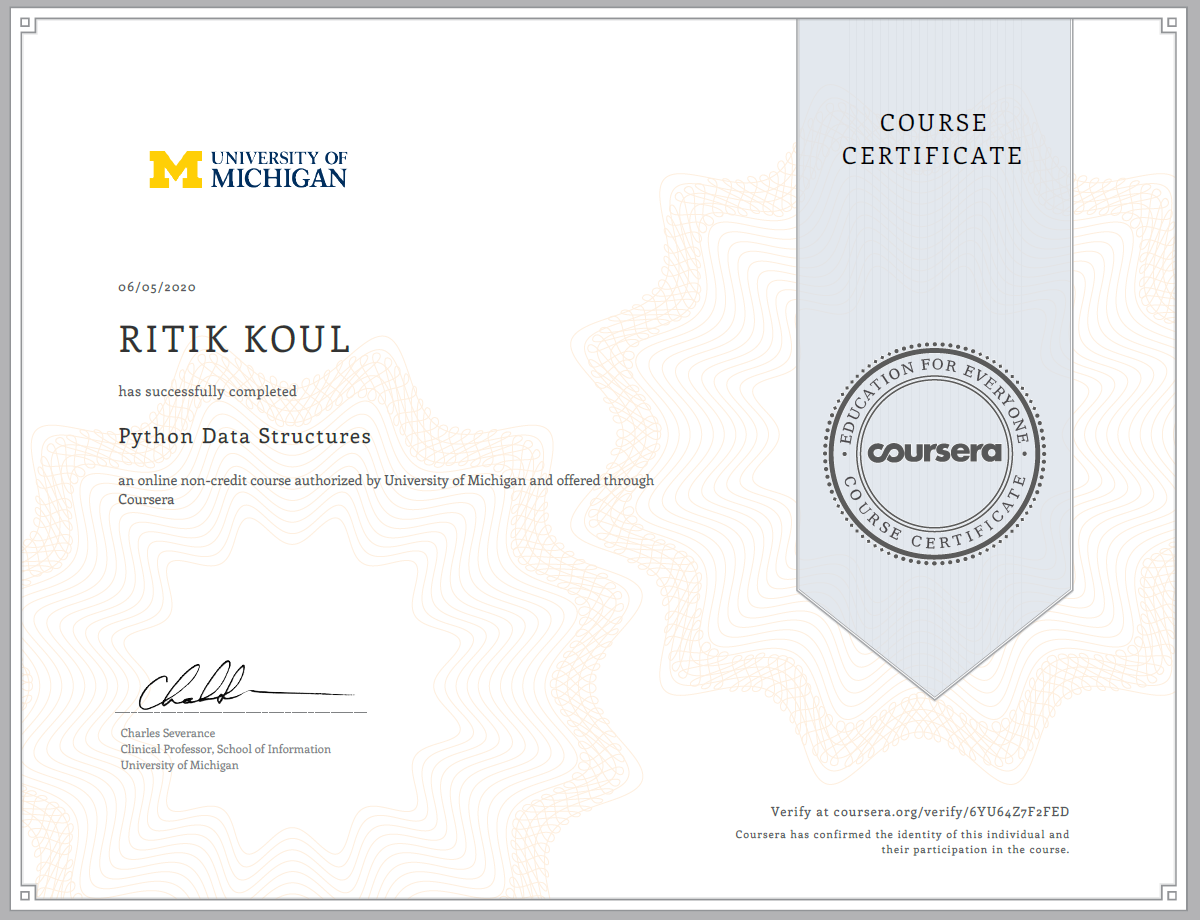 COURSE
CERTIFICATE
M UNIVERSITY OF
MICHIGAN
06/05/2020
RITIK KOUL
has successfully completed
Python Data Structures
an online non-credit course authorized by University of Michigan and offered through
Coursera
EDUCATION FOR EVERYONE
coursera
COURSE CERTIFICATE
Charles Severance
Clinical Professor, School of Information
University of Michigan
Verify at coursera.org/verify/6YU64Z7F2FED
Coursera has confirmed the identity of this individual and
their participation in the course.